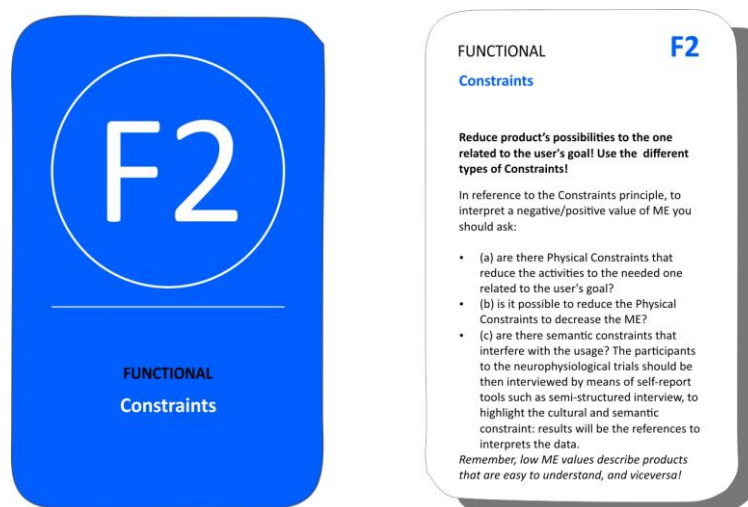 F2
FUNCTIONAL
Constraints
FUNCTIONAL
F2
Constraints
Reduce product's possibilities to the one
related to the user's goal! Use the different
types of Constraints!
In reference to the Constraints principle, to
interpret a negative/positive value of ME you
should ask:
• (a) are there Physical Constraints that
reduce the activities to the needed one
related to the user's goal?
• (b) is it possible to reduce the Physical
Constraints to decrease the ME?
• (c) are there semantic constraints that
interfere with the usage? The participants
to the neurophysiological trials should be
then interviewed by means of self-report
tools such as semi-structured interview, to
highlight the cultural and semantic
constraint: results will be the references to
interprets the data.
Remember, low ME values describe products
that are easy to understand, and viceversa!